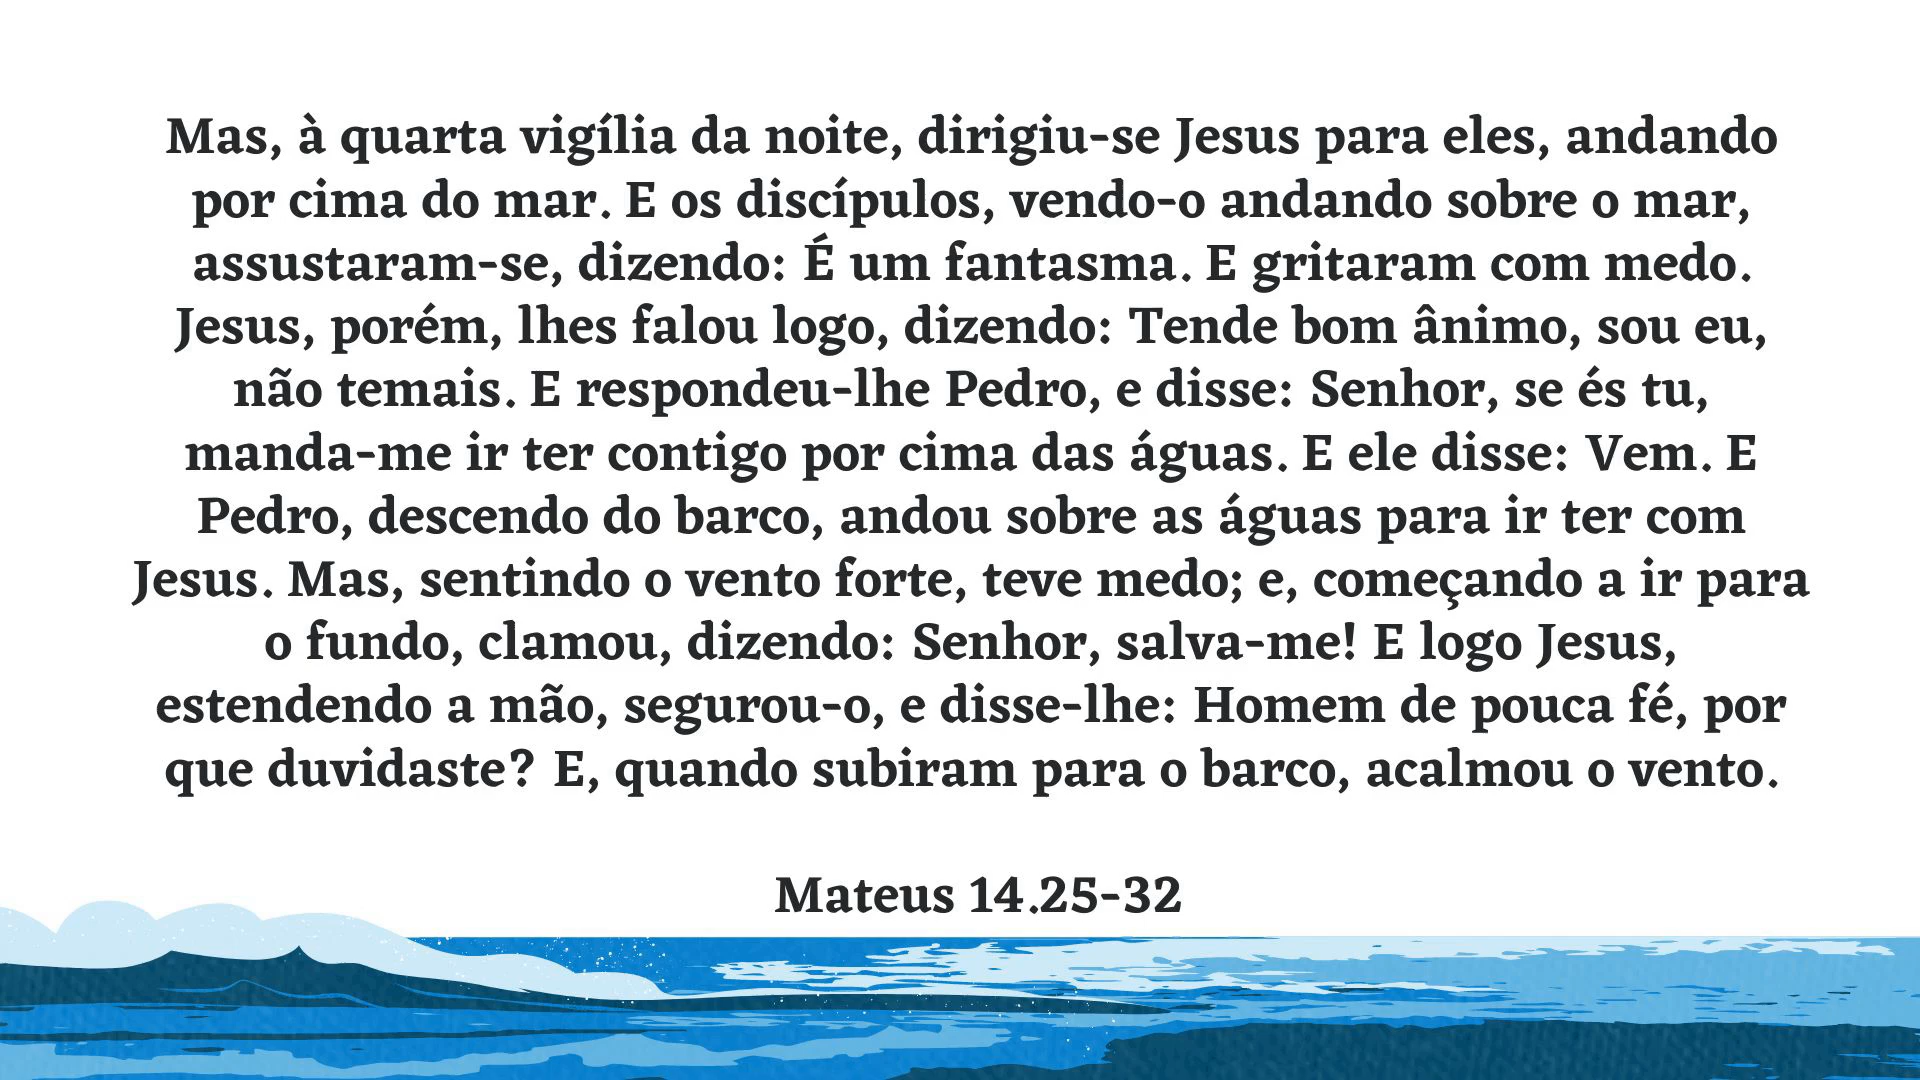 Mas, à quarta vigília da noite, dirigiu-se Jesus para eles, andando
por cima do mar. E os discípulos, vendo-o andando sobre o mar,
assustaram-se, dizendo: É um fantasma. E gritaram com medo.
Jesus, porém, lhes falou logo, dizendo: Tende bom ânimo, sou eu,
não temais. E respondeu-lhe Pedro, e disse: Senhor, se és tu,
manda-me ir ter contigo por cima das águas. E ele disse: Vem. E
Pedro, descendo do barco, andou sobre as águas para ir ter com
Jesus. Mas, sentindo o vento forte, teve medo; e, começando a ir para
o fundo, clamou, dizendo: Senhor, salva-me! E logo Jesus,
estendendo a mão, segurou-o, e disse-lhe: Homem de pouca fé, por
que duvidaste? E, quando subiram para o barco, acalmou o vento.
Mateus 14.25-32